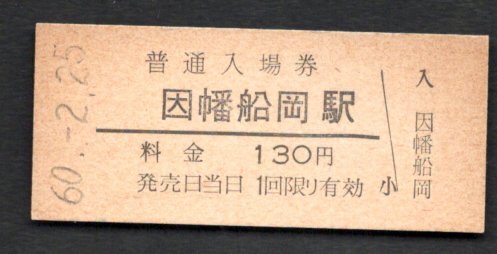 60.-2.25
普通入場券
因幡船岡駅
料金 130円
発売日当日1回限り有効 小
入 因幡船岡